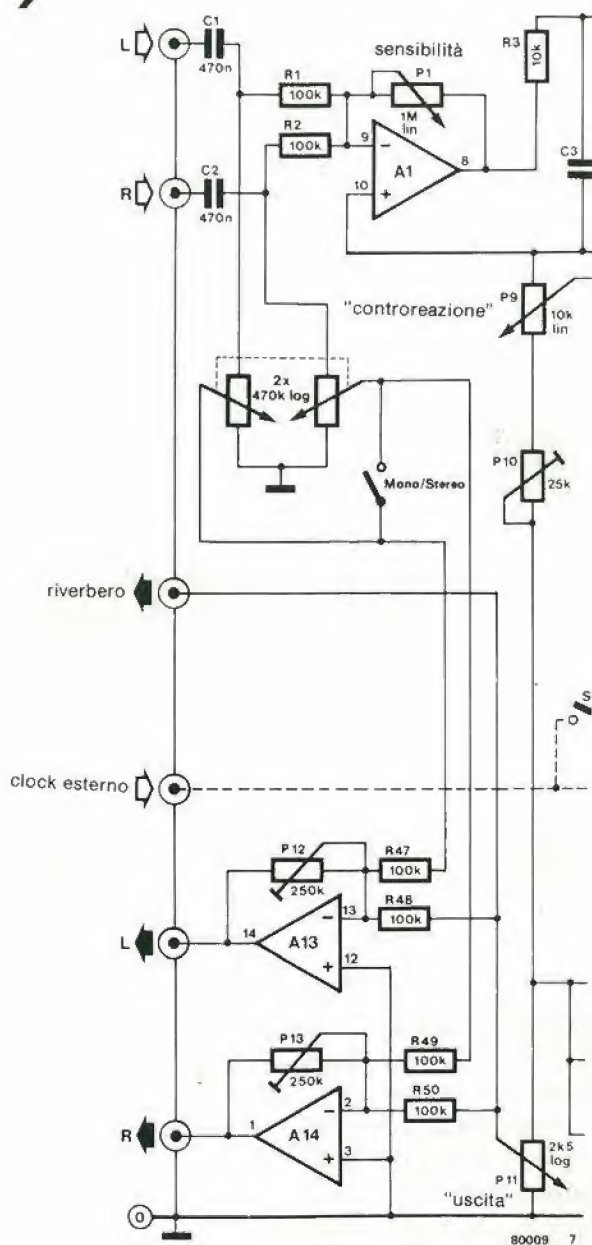 L
C1
470n
R1
100k
sensibilità
P1
1M
lin
R3
10k
R2
100k
9
-
A1
8
10
+
C3
R
C2
470n
"controreazione"
P9
10k
lin
2x
470k log
Mono/Stereo
P10
25k
riverbero
S
clock esterno
P12
250k
R47
100k
R48
100k
L
14
A13
-
13
+
12
P13
250k
R49
100k
R50
100k
R
1
A14
-
2
+
3
2k5
log
P11
"uscita"
0
80009 7